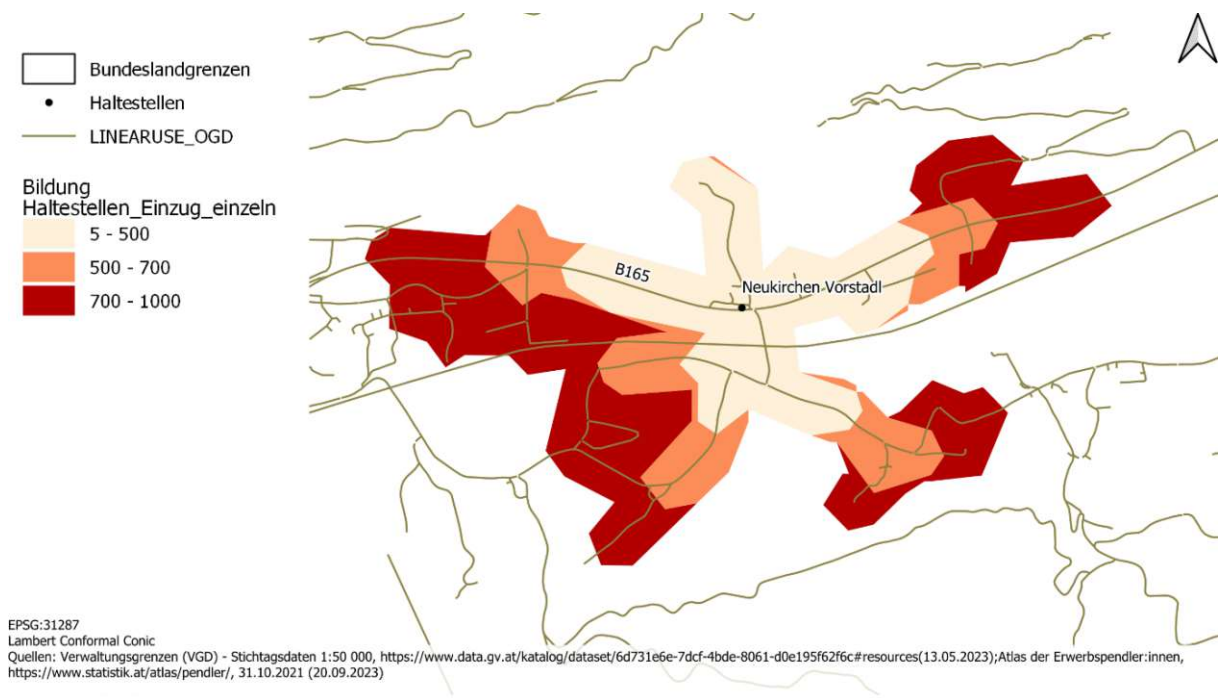 Bundeslandgrenzen
Haltestellen
LINEARUSE_OGD
Bildung
Haltestellen_Einzug_einzeln
5 - 500
500 - 700
700 - 1000
B165
Neukirchen Vorstadl
EPSG:31287
Lambert Conformal Conic
Quellen: Verwaltungsgrenzen (VGD) - Stichtagsdaten 1:50 000, https://www.data.gv.at/katalog/dataset/6d731e6e-7dcf-4bde-8061-d0e195f62f6c#resources(13.05.2023);Atlas der Erwerbspendler:innen,
https://www.statistik.at/atlas/pendler/, 31.10.2021 (20.09.2023)